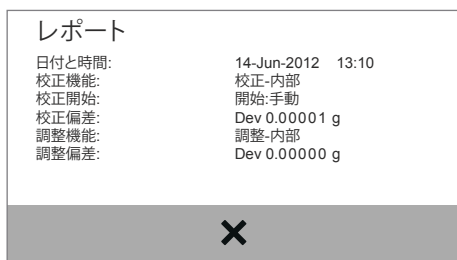 レポート
日付と時間: 14-Jun-2012 13:10
校正機能: 校正-内部
校正開始: 開始:手動
校正偏差: Dev 0.00001 g
調整機能: 調整-内部
調整偏差: Dev 0.00000 g